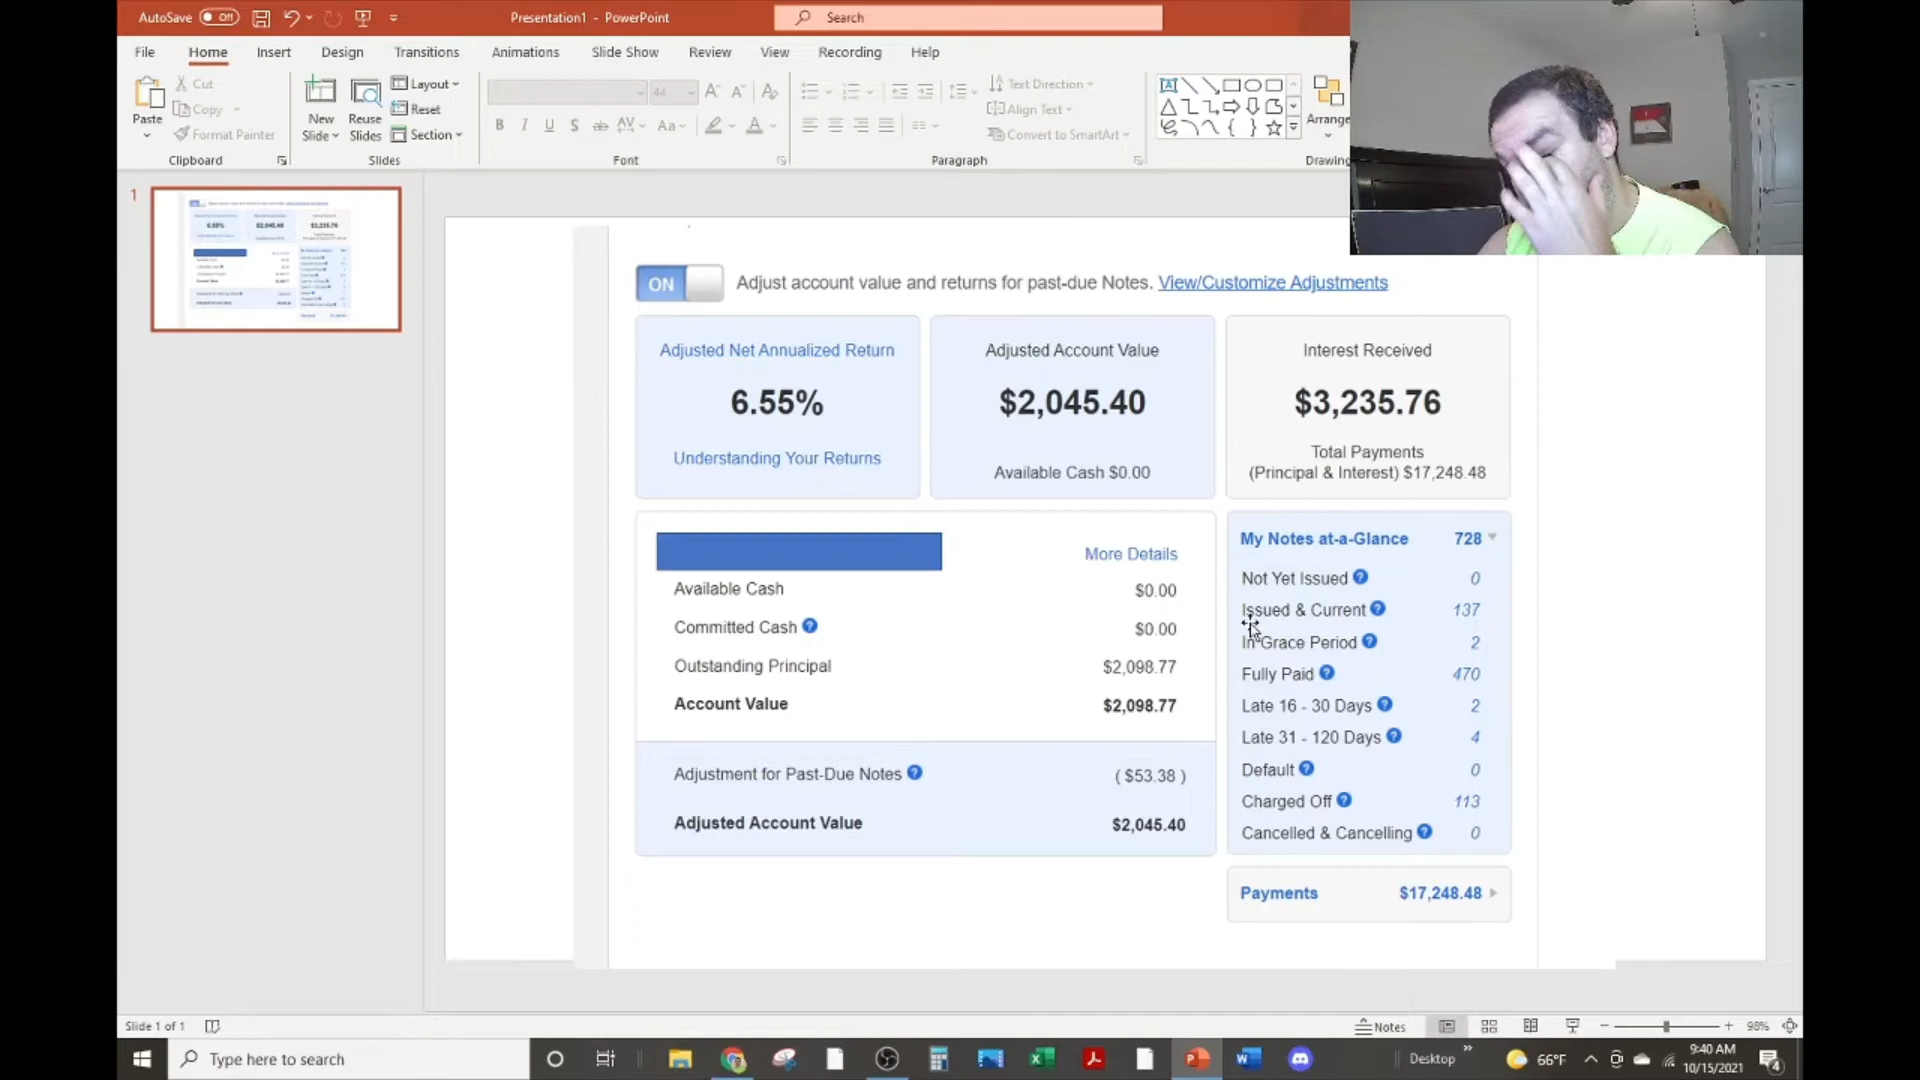 AutoSave Off Presentation1 - PowerPoint Search
File Home Insert Design Transitions Animations Slide Show Review View Recording Help
Paste Cut Copy Format Painter
Clipboard
New Slide Reuse Slides Layout Reset Section
Slides
44
B I U S ab AV Aa A
Font
Text Direction
Align Text
Convert to SmartArt
Paragraph
Arrange
Drawing
1
ON Adjust account value and returns for past-due Notes. View/Customize Adjustments
Adjusted Net Annualized Return
6.55%
Understanding Your Returns
Adjusted Account Value
$2,045.40
Available Cash $0.00
Interest Received
$3,235.76
Total Payments
(Principal & Interest) $17,248.48
More Details
Available Cash $0.00
Committed Cash ? $0.00
Outstanding Principal $2,098.77
Account Value $2,098.77
Adjustment for Past-Due Notes ? ( $53.38 )
Adjusted Account Value $2,045.40
My Notes at-a-Glance 728
Not Yet Issued ? 0
Issued & Current ? 137
In Grace Period ? 2
Fully Paid ? 470
Late 16 - 30 Days ? 2
Late 31 - 120 Days ? 4
Default ? 0
Charged Off ? 113
Cancelled & Cancelling ? 0
Payments $17,248.48
Slide 1 of 1 Notes 98%
Type here to search Desktop 66°F 9:40 AM
10/15/2021 4